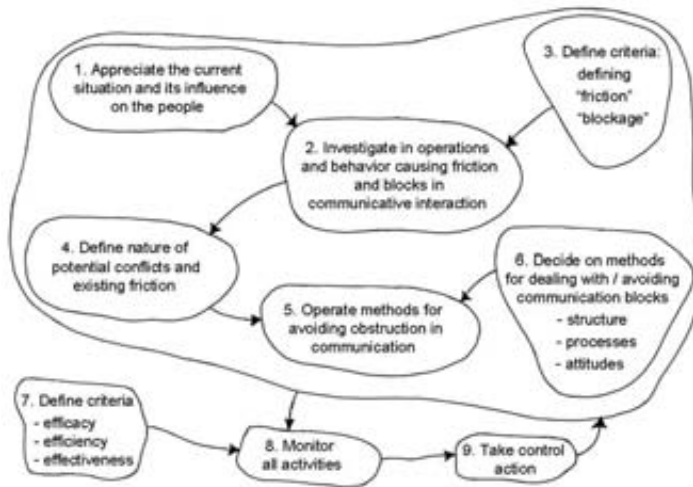 1. Appreciate the current
situation and its influence
on the people
3. Define criteria:
defining
"friction"
"blockage"
2. Investigate in operations
and behavior causing friction
and blocks in
communicative interaction
4. Define nature of
potential conflicts and
existing friction
6. Decide on methods
for dealing with / avoiding
communication blocks
- structure
- processes
- attitudes
5. Operate methods for
avoiding obstruction in
communication
7. Define criteria
- efficacy
- efficiency
- effectiveness
8. Monitor
all activities
9. Take control
action